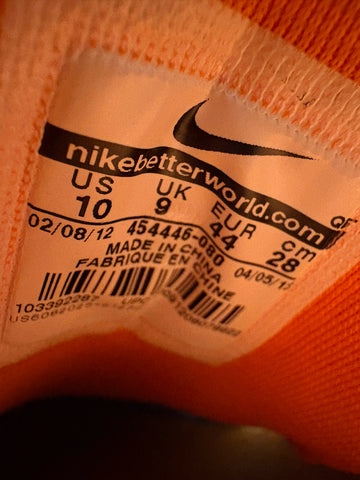 nikebetterworld.com
US UK EUR cm
10 9 44 28
02/08/12 454446-080 04/05/12
MADE IN CHINA
FABRIQUE EN CHINE